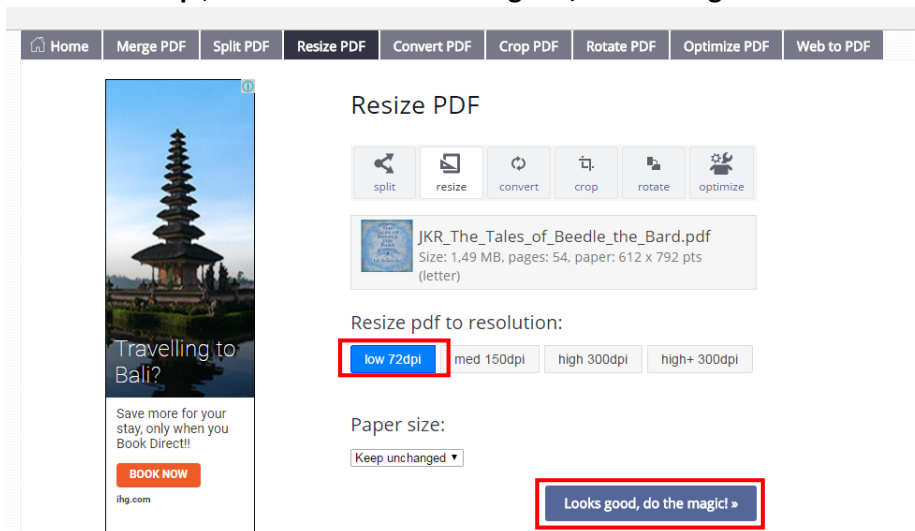 Home Merge PDF Split PDF Resize PDF Convert PDF Crop PDF Rotate PDF Optimize PDF Web to PDF
Resize PDF
split resize convert crop rotate optimize
JKR_The_Tales_of_Beedle_the_Bard.pdf
Size: 1,49 MB, pages: 54, paper: 612 x 792 pts
(letter)
Resize pdf to resolution:
low 72dpi med 150dpi high 300dpi high+ 300dpi
Paper size:
Keep unchanged
Looks good, do the magic! »
Travelling to
Bali?
Save more for your
stay, only when you
Book Direct!!
BOOK NOW
ihg.com